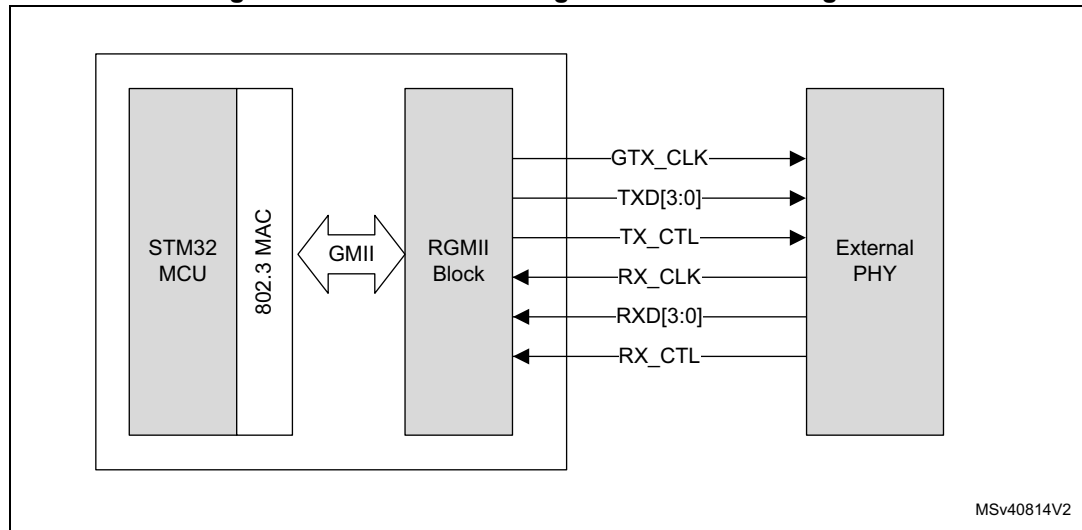 STM32
MCU
802.3 MAC
GMII
RGMII
Block
GTX_CLK
TXD[3:0]
TX_CTL
RX_CLK
RXD[3:0]
RX_CTL
External
PHY
MSv40814V2